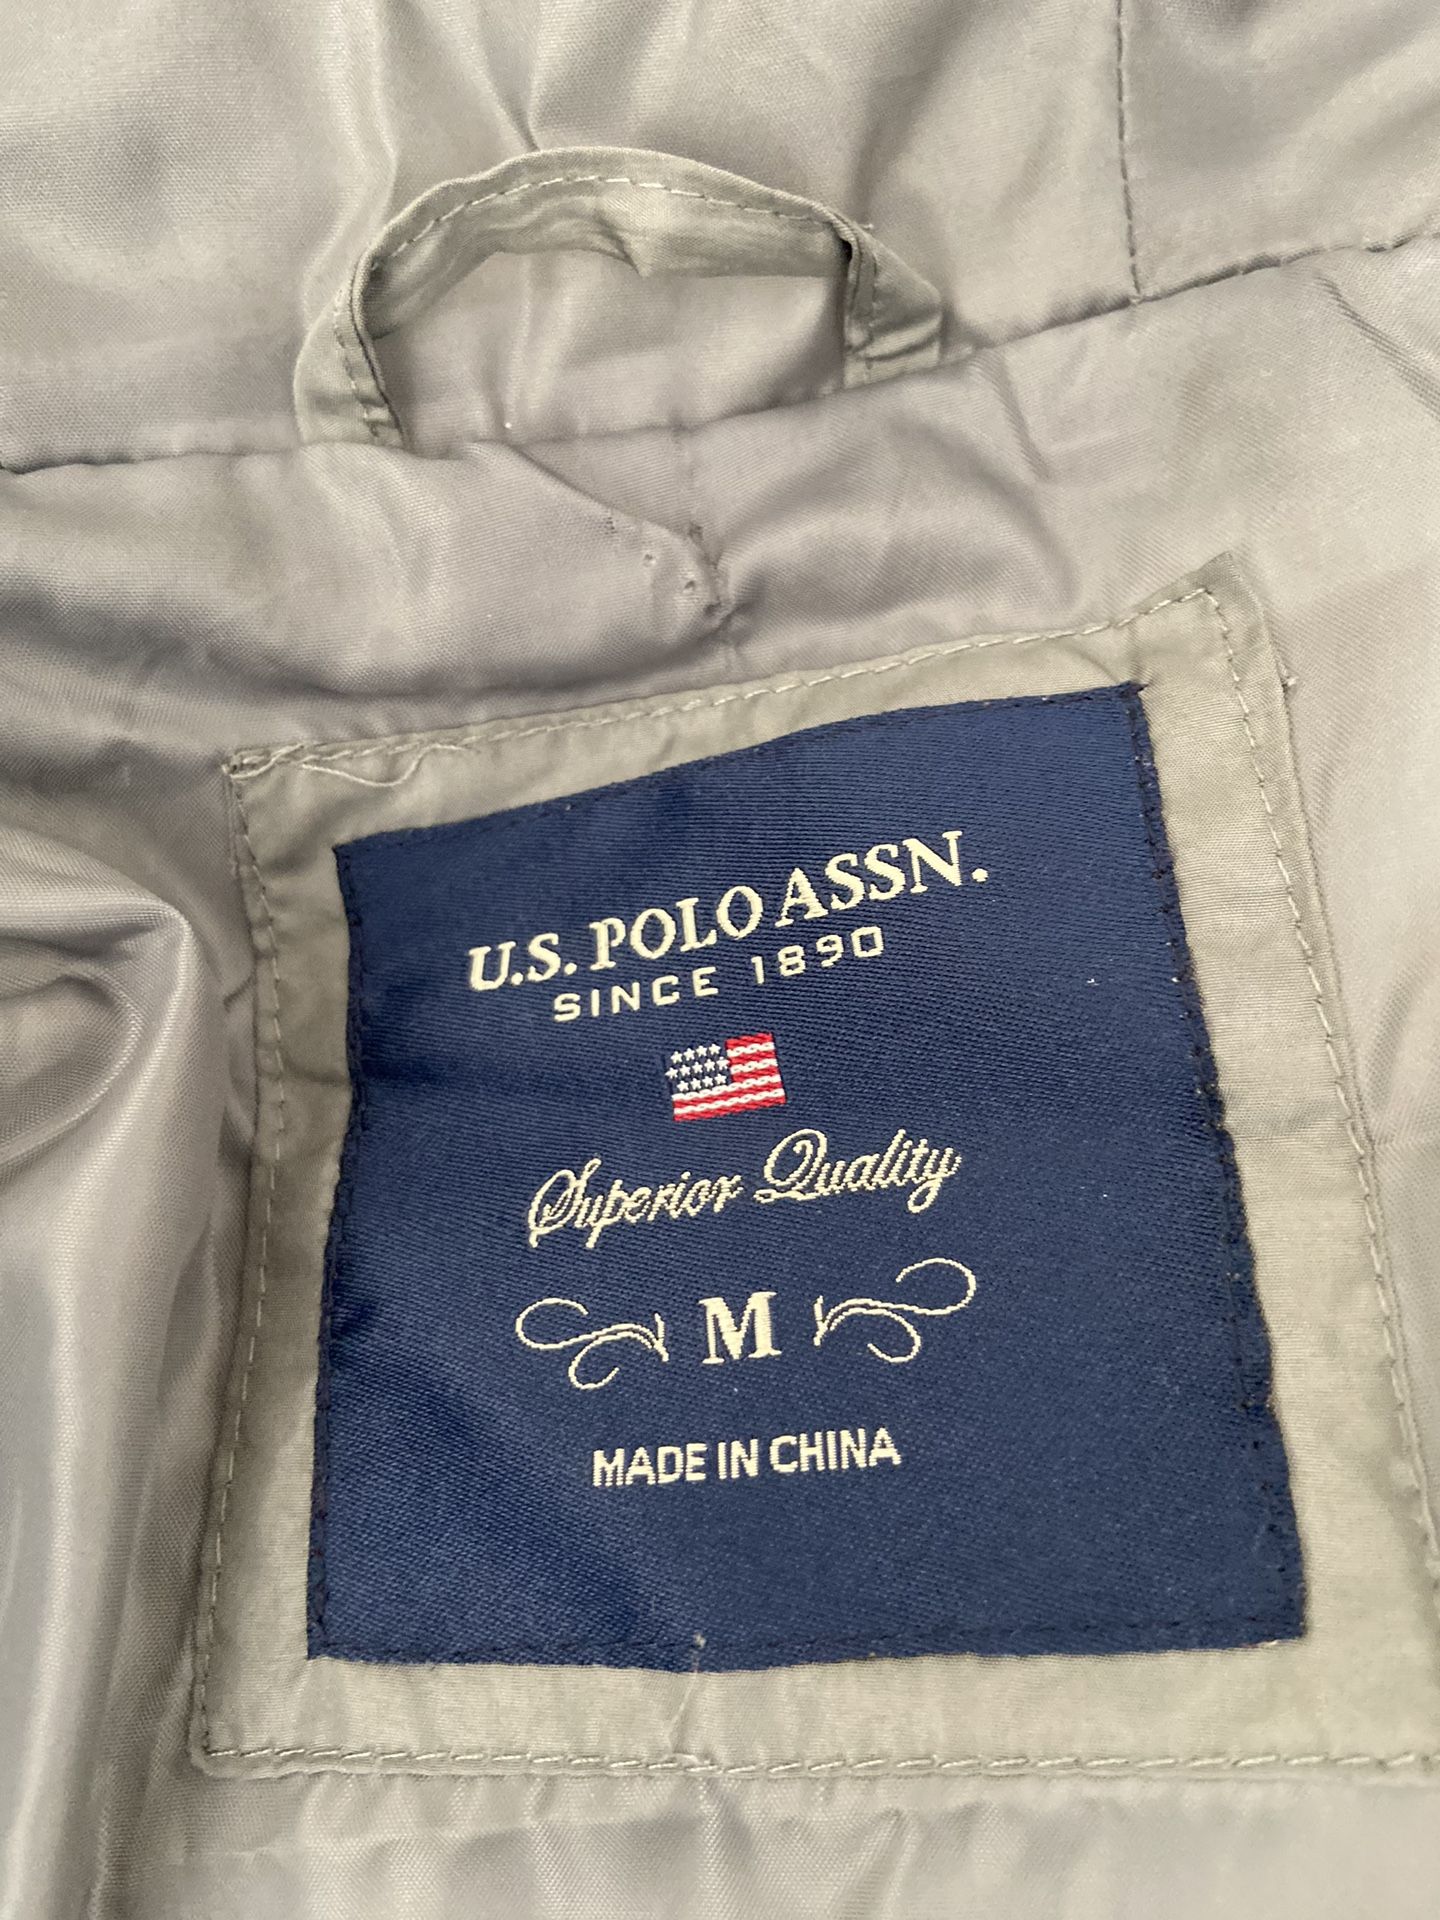 U.S. POLO ASSN.
SINCE 1890
Superior Quality
M
MADE IN CHINA